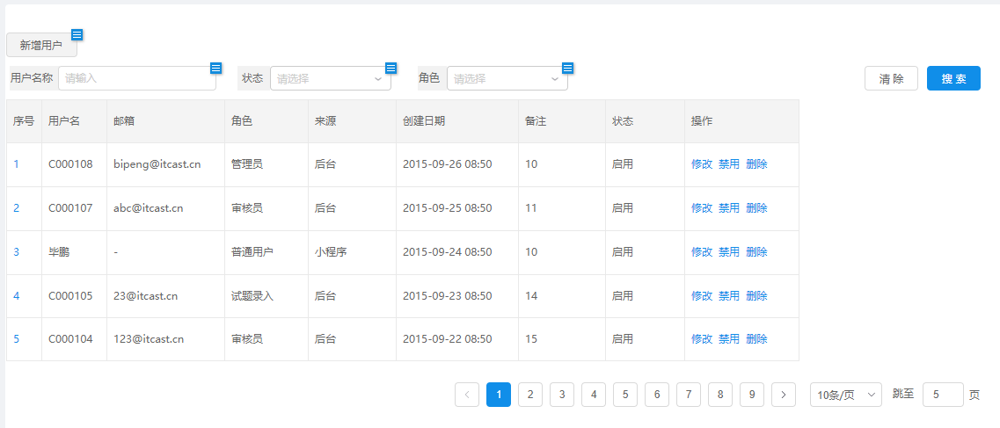 新增用户
用户名称 请输入 状态 请选择 角色 请选择 清 除 搜 索
序号 用户名 邮箱 角色 来源 创建日期 备注 状态 操作
1 C000108 bipeng@itcast.cn 管理员 后台 2015-09-26 08:50 10 启用 修改 禁用 删除
2 C000107 abc@itcast.cn 审核员 后台 2015-09-25 08:50 11 启用 修改 禁用 删除
3 毕鹏 - 普通用户 小程序 2015-09-24 08:50 10 启用 修改 禁用 删除
4 C000105 23@itcast.cn 试题录入 后台 2015-09-23 08:50 14 启用 修改 禁用 删除
5 C000104 123@itcast.cn 审核员 后台 2015-09-22 08:50 15 启用 修改 禁用 删除
1 2 3 4 5 6 7 8 9 10条/页 跳至 5 页